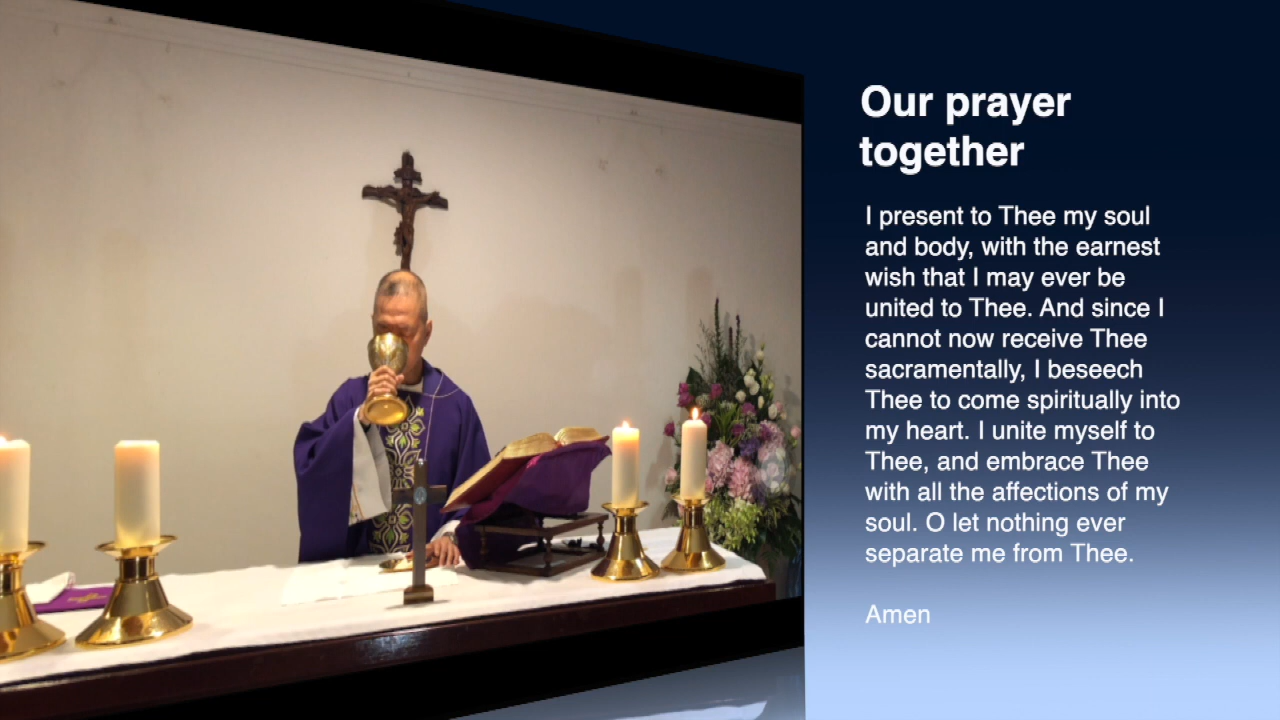 Our prayer
together
I present to Thee my soul
and body, with the earnest
wish that I may ever be
united to Thee. And since I
cannot now receive Thee
sacramentally, I beseech
Thee to come spiritually into
my heart. I unite myself to
Thee, and embrace Thee
with all the affections of my
soul. O let nothing ever
separate me from Thee.
Amen